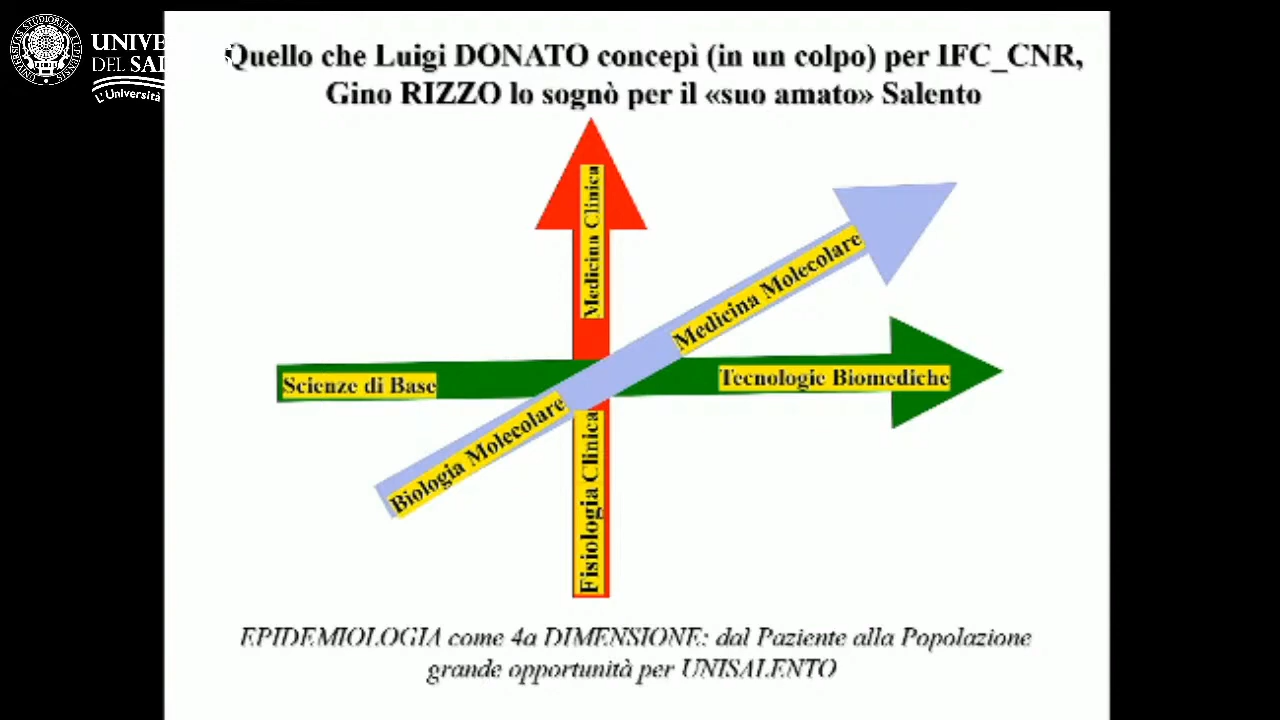 UNIVE
DEL SAL
L'Università
Quello che Luigi DONATO concepì (in un colpo) per IFC_CNR,
Gino RIZZO lo sognò per il «suo amato» Salento
Medicina Clinica
Medicina Molecolare
Scienze di Base
Tecnologie Biomediche
Biologia Molecolare
Fisiologia Clinica
EPIDEMIOLOGIA come 4a DIMENSIONE: dal Paziente alla Popolazione
grande opportunità per UNISALENTO